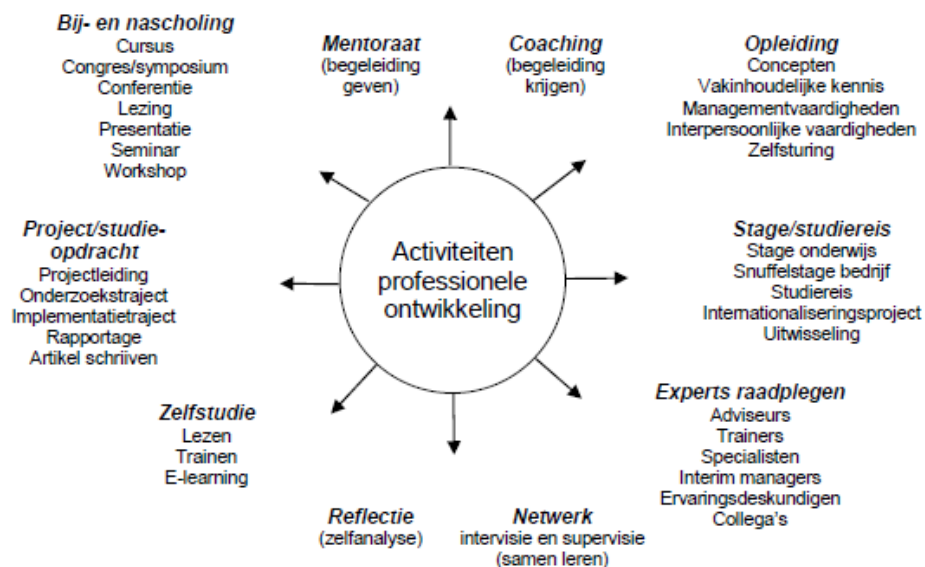 Bij- en nascholing
Cursus
Congres/symposium
Conferentie
Lezing
Presentatie
Seminar
Workshop
Mentoraat
(begeleiding
geven)
Coaching
(begeleiding
krijgen)
Opleiding
Concepten
Vakinhoudelijke kennis
Managementvaardigheden
Interpersoonlijke vaardigheden
Zelfsturing
Project/studie-
opdracht
Projectleiding
Onderzoekstraject
Implementatietraject
Rapportage
Artikel schrijven
Activiteiten
professionele
ontwikkeling
Stage/studiereis
Stage onderwijs
Snuffelstage bedrijf
Studiereis
Internationaliseringsproject
Uitwisseling
Zelfstudie
Lezen
Trainen
E-learning
Reflectie
(zelfanalyse)
Netwerk
intervisie en supervisie
(samen leren)
Experts raadplegen
Adviseurs
Trainers
Specialisten
Interim managers
Ervaringsdeskundigen
Collega's